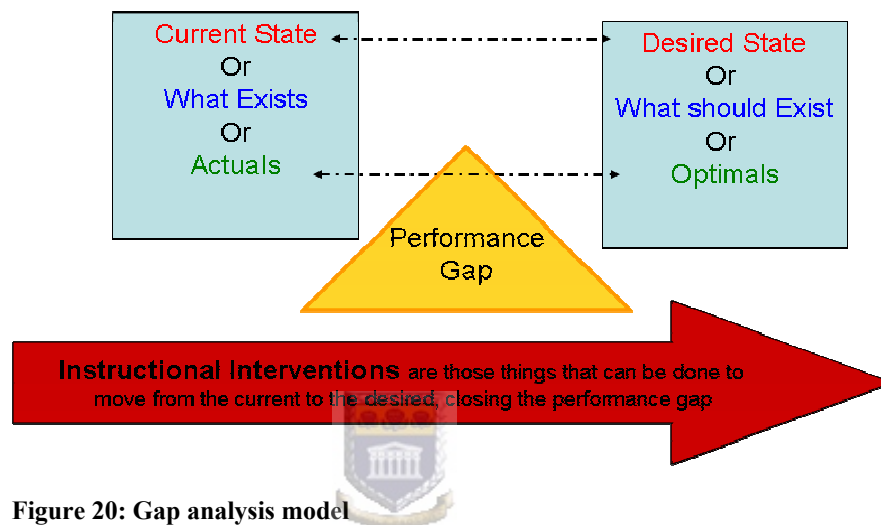 Current State
Or
What Exists
Or
Actuals
Desired State
Or
What should Exist
Or
Optimals
Performance
Gap
Instructional Interventions are those things that can be done to
move from the current to the desired, closing the performance gap
Figure 20: Gap analysis model